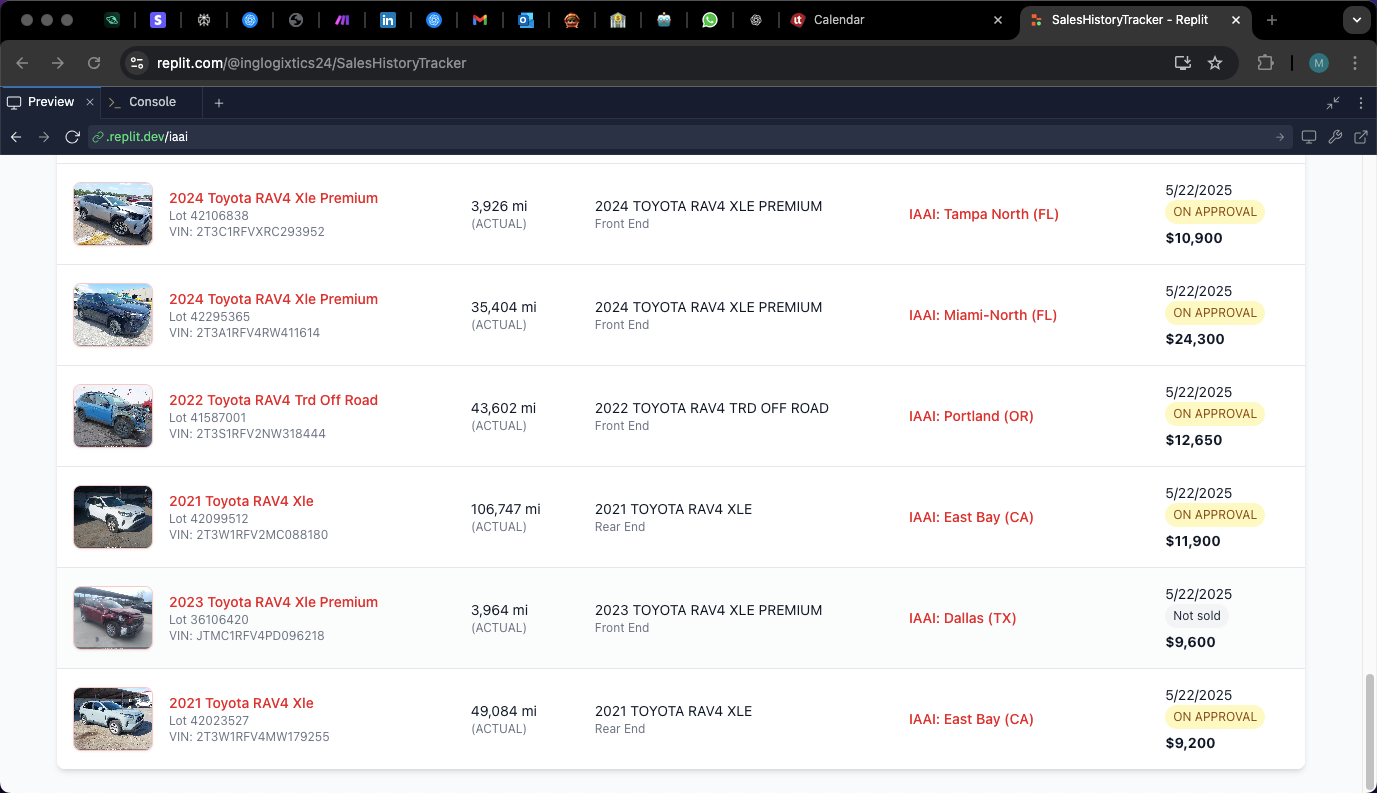 Calendar
SalesHistoryTracker - Replit
replit.com/@inglogixtics24/SalesHistoryTracker
M
Preview
Console
.replit.dev/iaai
2024 Toyota RAV4 Xle Premium
Lot 42106838
VIN: 2T3C1RFVXRC293952
3,926 mi
(ACTUAL)
2024 TOYOTA RAV4 XLE PREMIUM
Front End
IAAI: Tampa North (FL)
5/22/2025
ON APPROVAL
$10,900
2024 Toyota RAV4 Xle Premium
Lot 42295365
VIN: 2T3A1RFV4RW411614
35,404 mi
(ACTUAL)
2024 TOYOTA RAV4 XLE PREMIUM
Front End
IAAI: Miami-North (FL)
5/22/2025
ON APPROVAL
$24,300
2022 Toyota RAV4 Trd Off Road
Lot 41587001
VIN: 2T3S1RFV2NW318444
43,602 mi
(ACTUAL)
2022 TOYOTA RAV4 TRD OFF ROAD
Front End
IAAI: Portland (OR)
5/22/2025
ON APPROVAL
$12,650
2021 Toyota RAV4 Xle
Lot 42099512
VIN: 2T3W1RFV2MC088180
106,747 mi
(ACTUAL)
2021 TOYOTA RAV4 XLE
Rear End
IAAI: East Bay (CA)
5/22/2025
ON APPROVAL
$11,900
2023 Toyota RAV4 Xle Premium
Lot 36106420
VIN: JTMC1RFV4PD096218
3,964 mi
(ACTUAL)
2023 TOYOTA RAV4 XLE PREMIUM
Front End
IAAI: Dallas (TX)
5/22/2025
Not sold
$9,600
2021 Toyota RAV4 Xle
Lot 42023527
VIN: 2T3W1RFV4MW179255
49,084 mi
(ACTUAL)
2021 TOYOTA RAV4 XLE
Rear End
IAAI: East Bay (CA)
5/22/2025
ON APPROVAL
$9,200